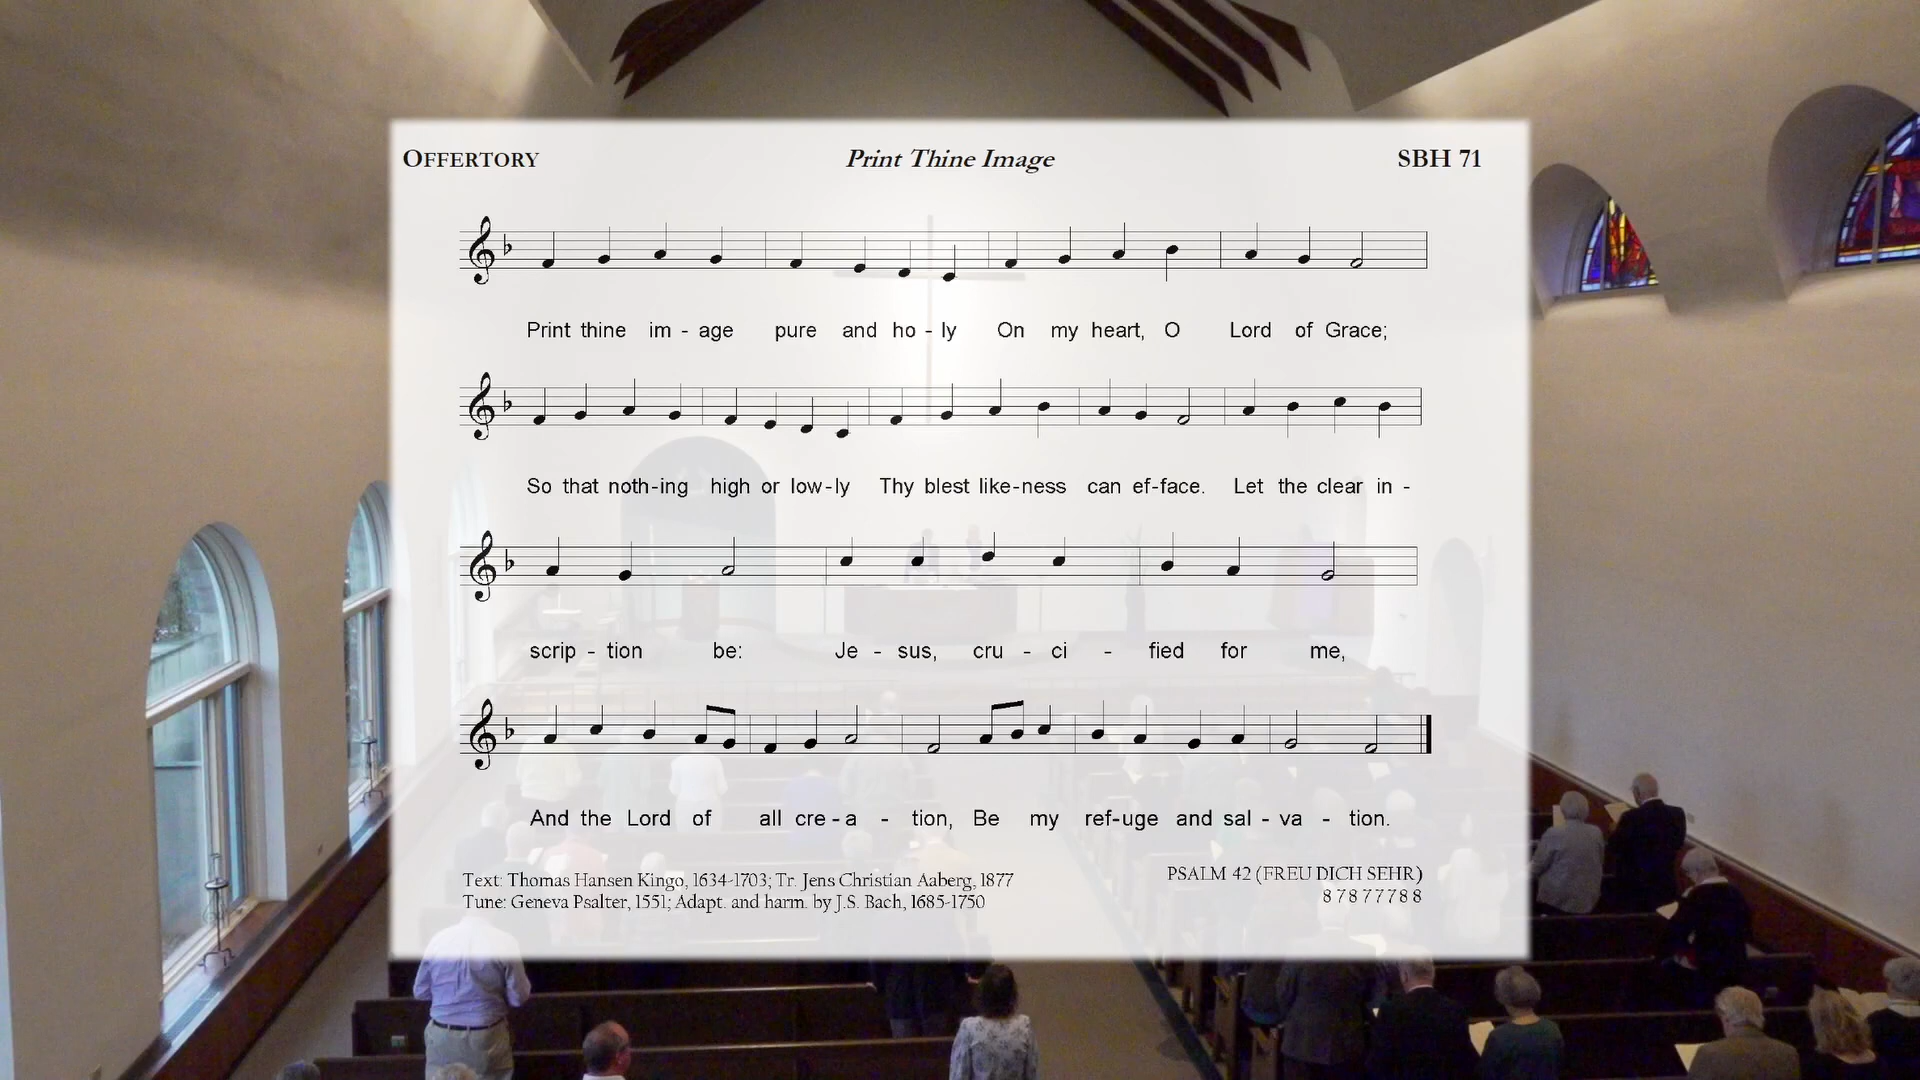 OFFERTORY Print Thine Image SBH 71
Print thine im - age pure and ho - ly On my heart, O Lord of Grace;
So that noth-ing high or low-ly Thy blest like-ness can ef-face. Let the clear in -
scrip - tion be: Je - sus, cru - ci - fied for me,
And the Lord of all cre - a - tion, Be my ref-uge and sal - va - tion.
Text: Thomas Hansen Kingo, 1634-1703; Tr. Jens Christian Aaberg, 1877
Tune: Geneva Psalter, 1551; Adapt. and harm. by J.S. Bach, 1685-1750
PSALM 42 (FREU DICH SEHR)
8 7 8 7 7 7 8 8